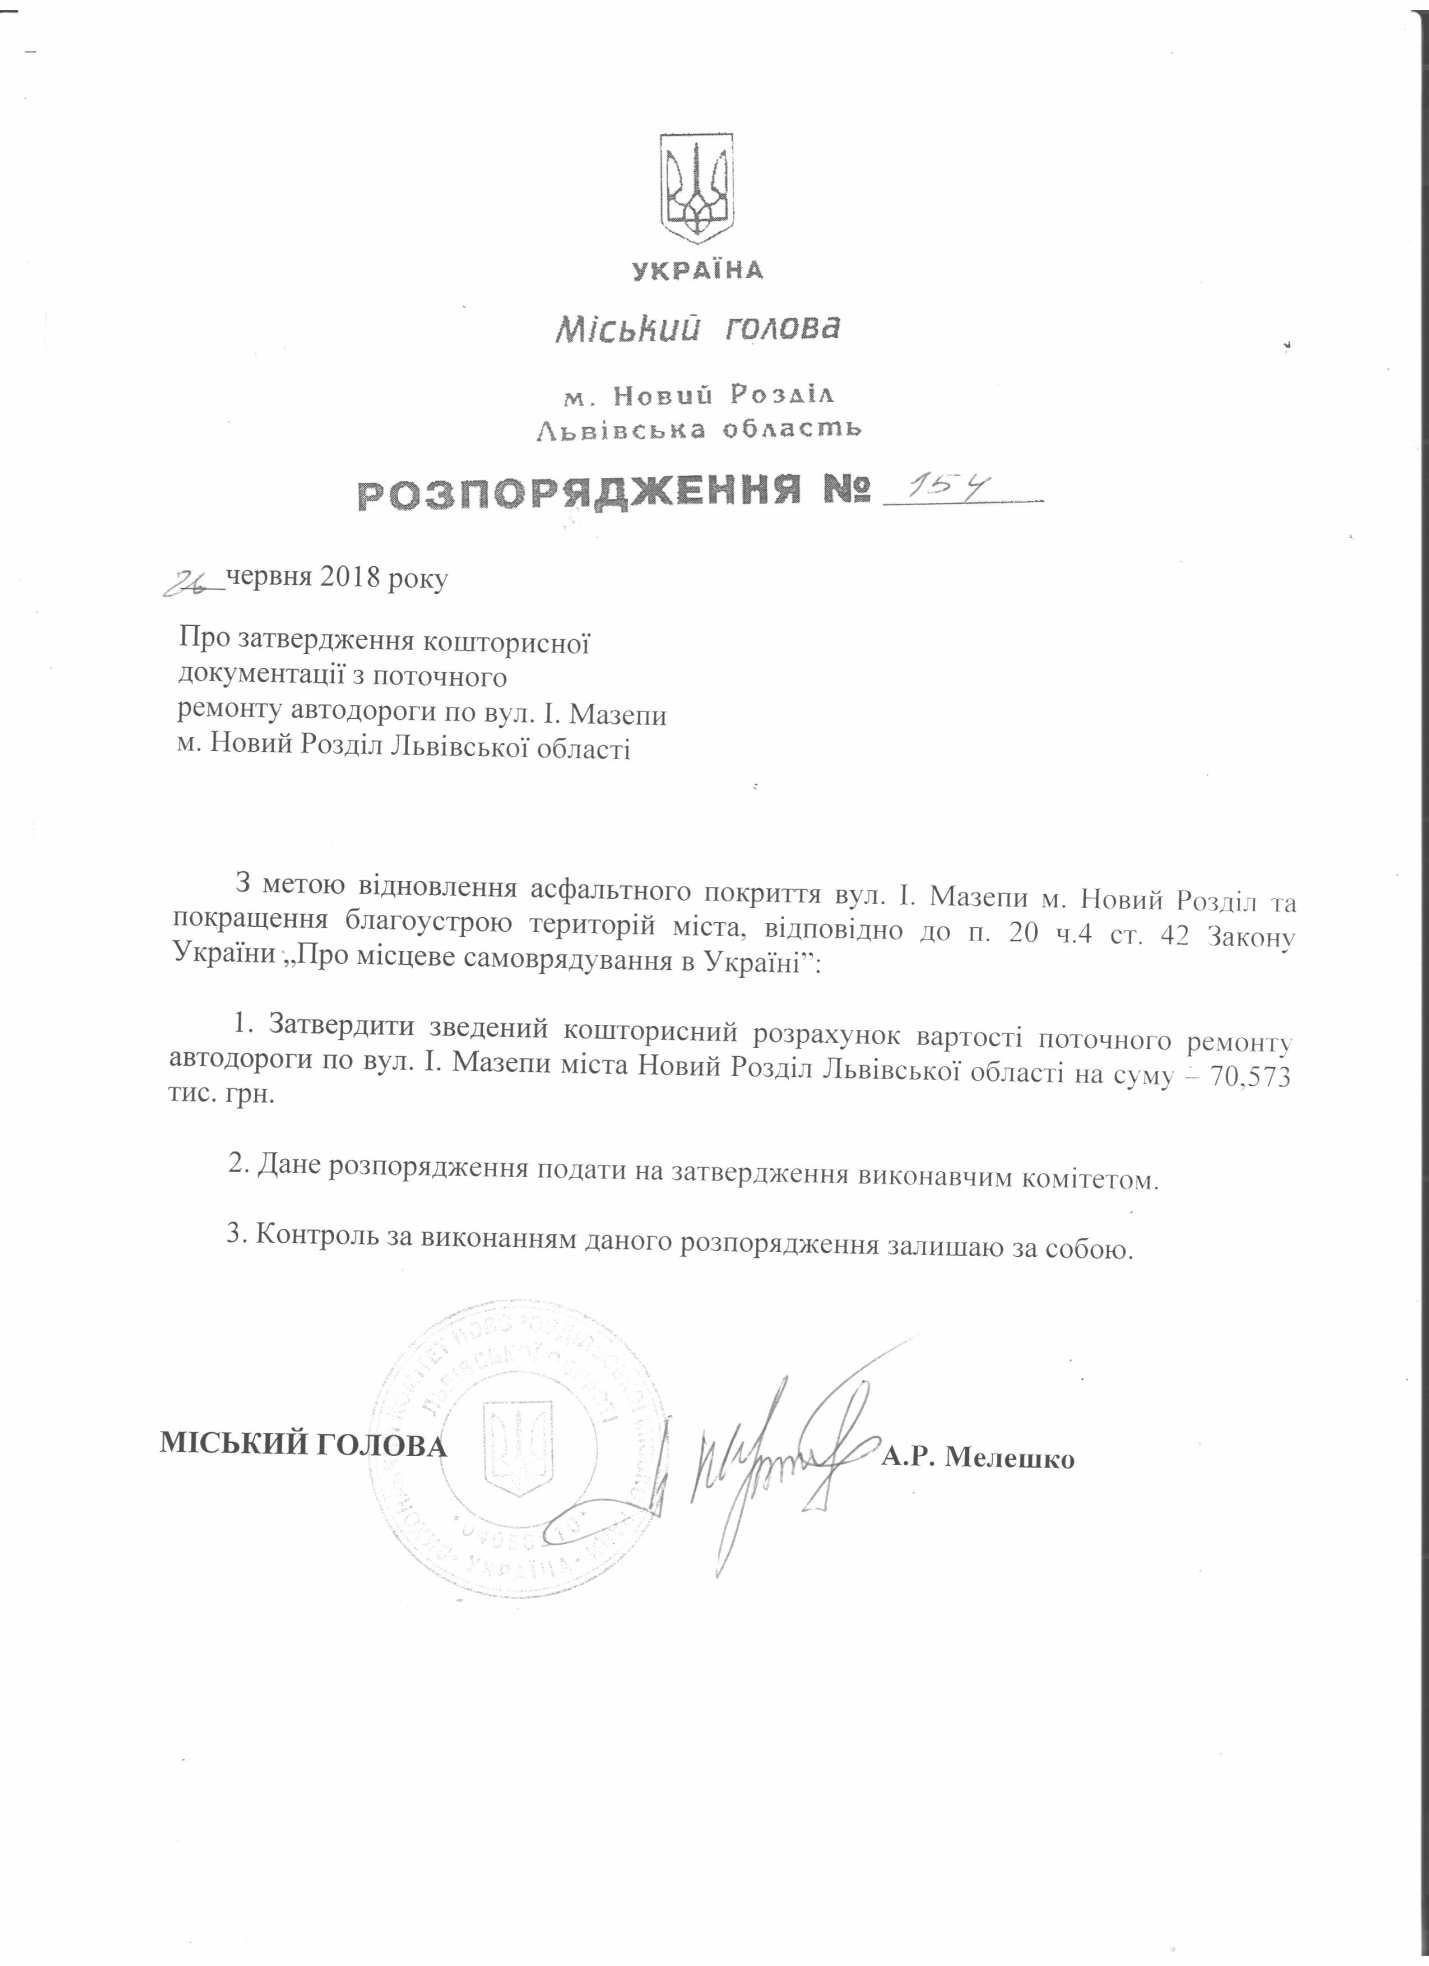 УКРАЇНА
Міський голова
м. Новий Розділ
Львівська область
РОЗПОРЯДЖЕННЯ № 154
26 червня 2018 року
Про затвердження кошторисної
документації з поточного
ремонту автодороги по вул. І. Мазепи
м. Новий Розділ Львівської області
З метою відновлення асфальтного покриття вул. І. Мазепи м. Новий Розділ та
покращення благоустрою територій міста, відповідно до п. 20 ч.4 ст. 42 Закону
України „Про місцеве самоврядування в Україні”:
1. Затвердити зведений кошторисний розрахунок вартості поточного ремонту
автодороги по вул. І. Мазепи міста Новий Розділ Львівської області на суму – 70,573
тис. грн.
2. Дане розпорядження подати на затвердження виконавчим комітетом.
3. Контроль за виконанням даного розпорядження залишаю за собою.
МІСЬКИЙ ГОЛОВА
А.Р. Мелешко
ЛЬВІВСЬКОЇ ОБЛАСТІ
УКРАЇНА